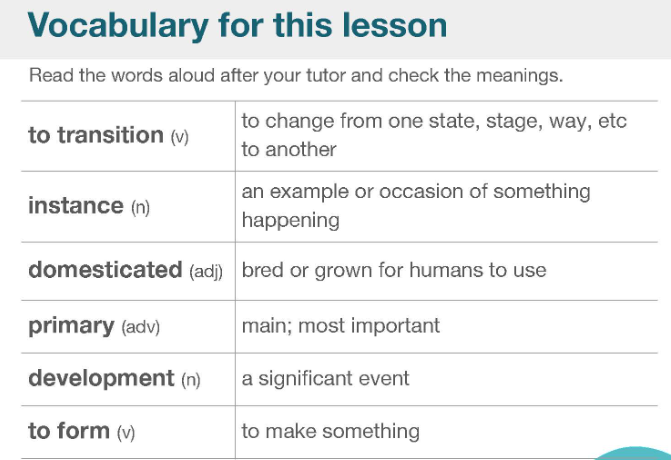 Vocabulary for this lesson
Read the words aloud after your tutor and check the meanings.
to transition (v)
to change from one state, stage, way, etc
to another
instance (n)
an example or occasion of something
happening
domesticated (adj)
bred or grown for humans to use
primary (adv)
main; most important
development (n)
a significant event
to form (v)
to make something